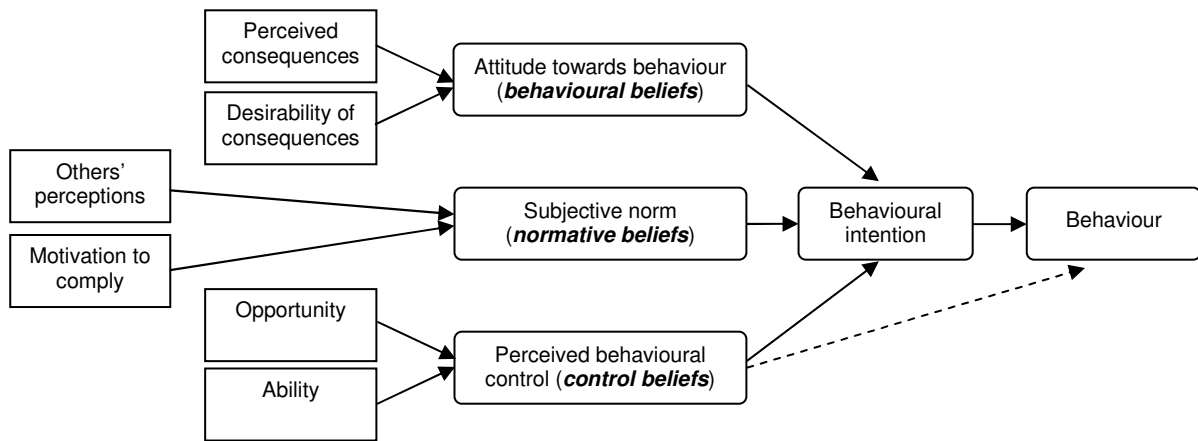 Perceived
consequences
Desirability of
consequences
Attitude towards behaviour
(behavioural beliefs)
Others’
perceptions
Motivation to
comply
Subjective norm
(normative beliefs)
Behavioural
intention
Behaviour
Opportunity
Ability
Perceived behavioural
control (control beliefs)